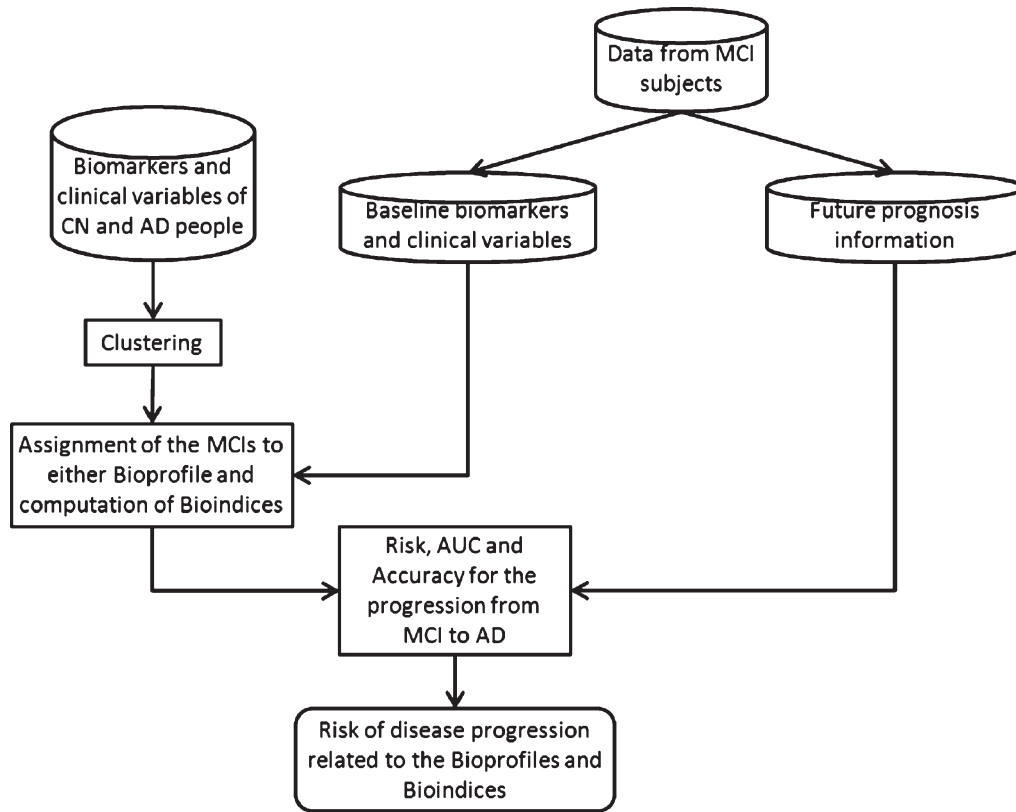 Data from MCI
subjects
Biomarkers and
clinical variables of
CN and AD people
Baseline biomarkers
and clinical variables
Future prognosis
information
Clustering
Assignment of the MCIs to
either Bioprofile and
computation of Bioindices
Risk, AUC and
Accuracy for the
progression from
MCI to AD
Risk of disease progression
related to the Bioprofiles and
Bioindices